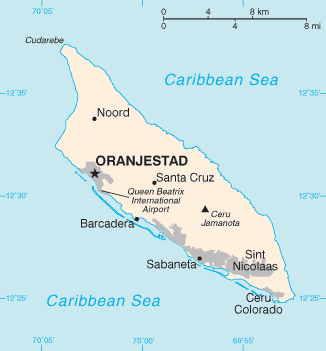 70°05'
70°00'
69°55'
0 4 8 km
0 4 8 mi
Cudarebe
Caribbean Sea
12°35'
12°35'
Noord
ORANJESTAD
Santa Cruz
Queen Beatrix
International
Airport
12°30'
12°30'
Ceru
Jamanota
Barcadera
Sint
Nicolaas
Sabaneta
Caribbean Sea
Ceru
Colorado
12°25'
12°25'
70°05'
70°00'
69°55'